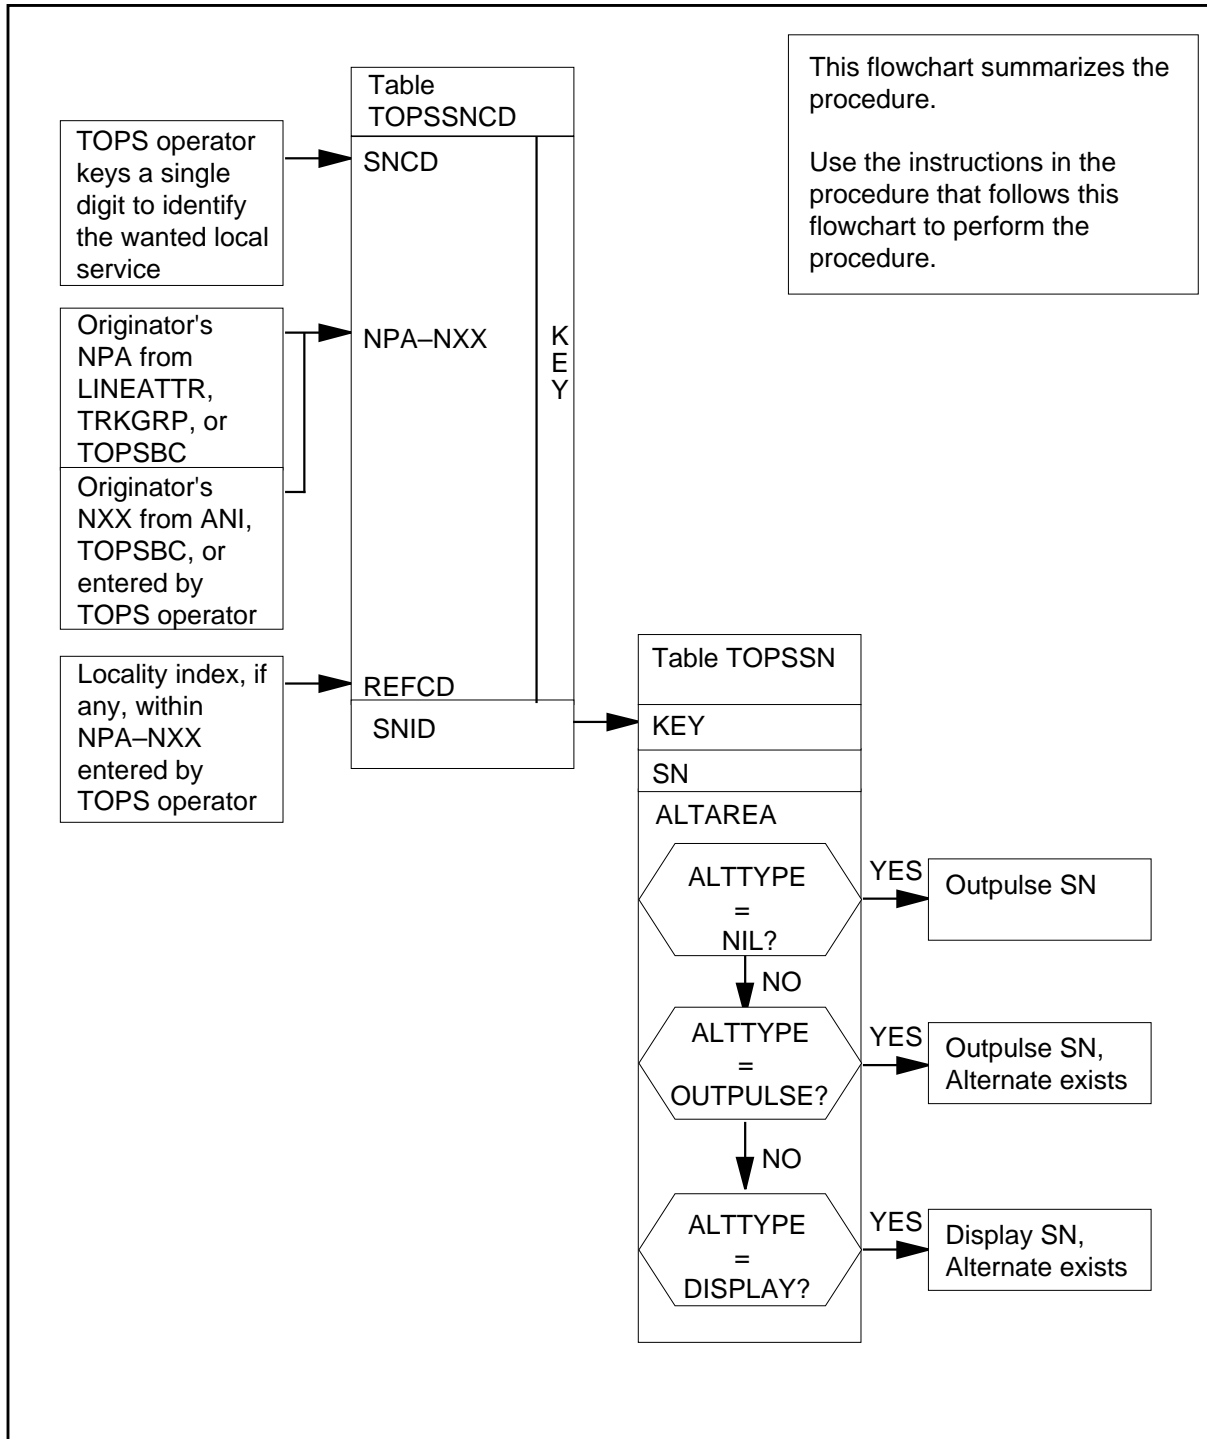 This flowchart summarizes the
procedure.
Use the instructions in the
procedure that follows this
flowchart to perform the
procedure.
Table
TOPSSNCD
TOPS operator
keys a single
digit to identify
the wanted local
service
SNCD
Originator's
NPA from
LINEATTR,
TRKGRP, or
TOPSBC
NPA–NXX
K
E
Y
Originator's
NXX from ANI,
TOPSBC, or
entered by
TOPS operator
Locality index, if
any, within
NPA–NXX
entered by
TOPS operator
REFCD
SNID
Table TOPSSN
KEY
SN
ALTAREA
ALTTYPE
=
NIL?
YES
Outpulse SN
NO
ALTTYPE
=
OUTPULSE?
YES
Outpulse SN,
Alternate exists
NO
ALTTYPE
=
DISPLAY?
YES
Display SN,
Alternate exists